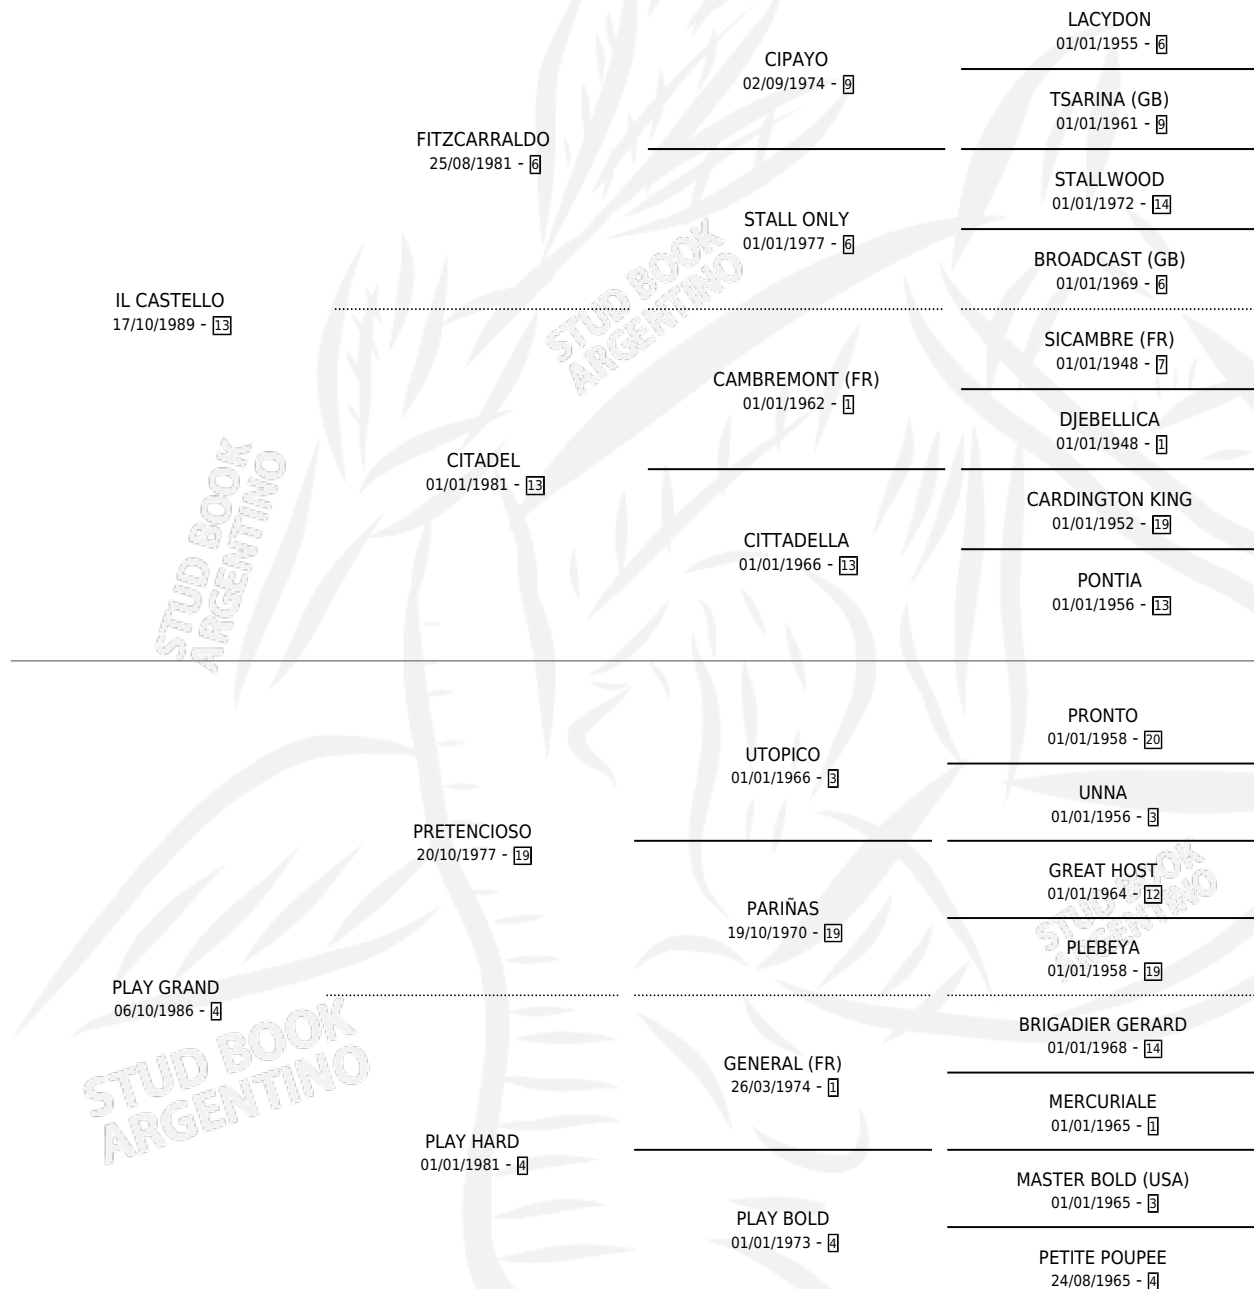 LACYDON
01/01/1955 - 6
CIPAYO
02/09/1974 - 9
TSARINA (GB)
01/01/1961 - 9
FITZCARRALDO
25/08/1981 - 6
STALLWOOD
01/01/1972 - 14
STALL ONLY
01/01/1977 - 6
BROADCAST (GB)
01/01/1969 - 6
IL CASTELLO
17/10/1989 - 13
STUD BOOK
ARGENTINO
SICAMBRE (FR)
01/01/1948 - 7
CAMBREMONT (FR)
01/01/1962 - 1
DJEBELLICA
01/01/1948 - 1
CITADEL
01/01/1981 - 13
CARDINGTON KING
01/01/1952 - 19
CITTADELLA
01/01/1966 - 13
PONTIA
01/01/1956 - 13
STUD BOOK
ARGENTINO
PRONTO
01/01/1958 - 20
UTOPICO
01/01/1966 - 3
UNNA
01/01/1956 - 3
PRETENCIOSO
20/10/1977 - 19
GREAT HOST
01/01/1964 - 12
PARIÑAS
19/10/1970 - 19
STUD BOOK
ARGENTINO
PLEBEYA
01/01/1958 - 19
PLAY GRAND
06/10/1986 - 4
STUD BOOK
ARGENTINO
BRIGADIER GERARD
01/01/1968 - 14
GENERAL (FR)
26/03/1974 - 1
MERCURIALE
01/01/1965 - 1
PLAY HARD
01/01/1981 - 4
MASTER BOLD (USA)
01/01/1965 - 3
PLAY BOLD
01/01/1973 - 4
PETITE POUPEE
24/08/1965 - 4